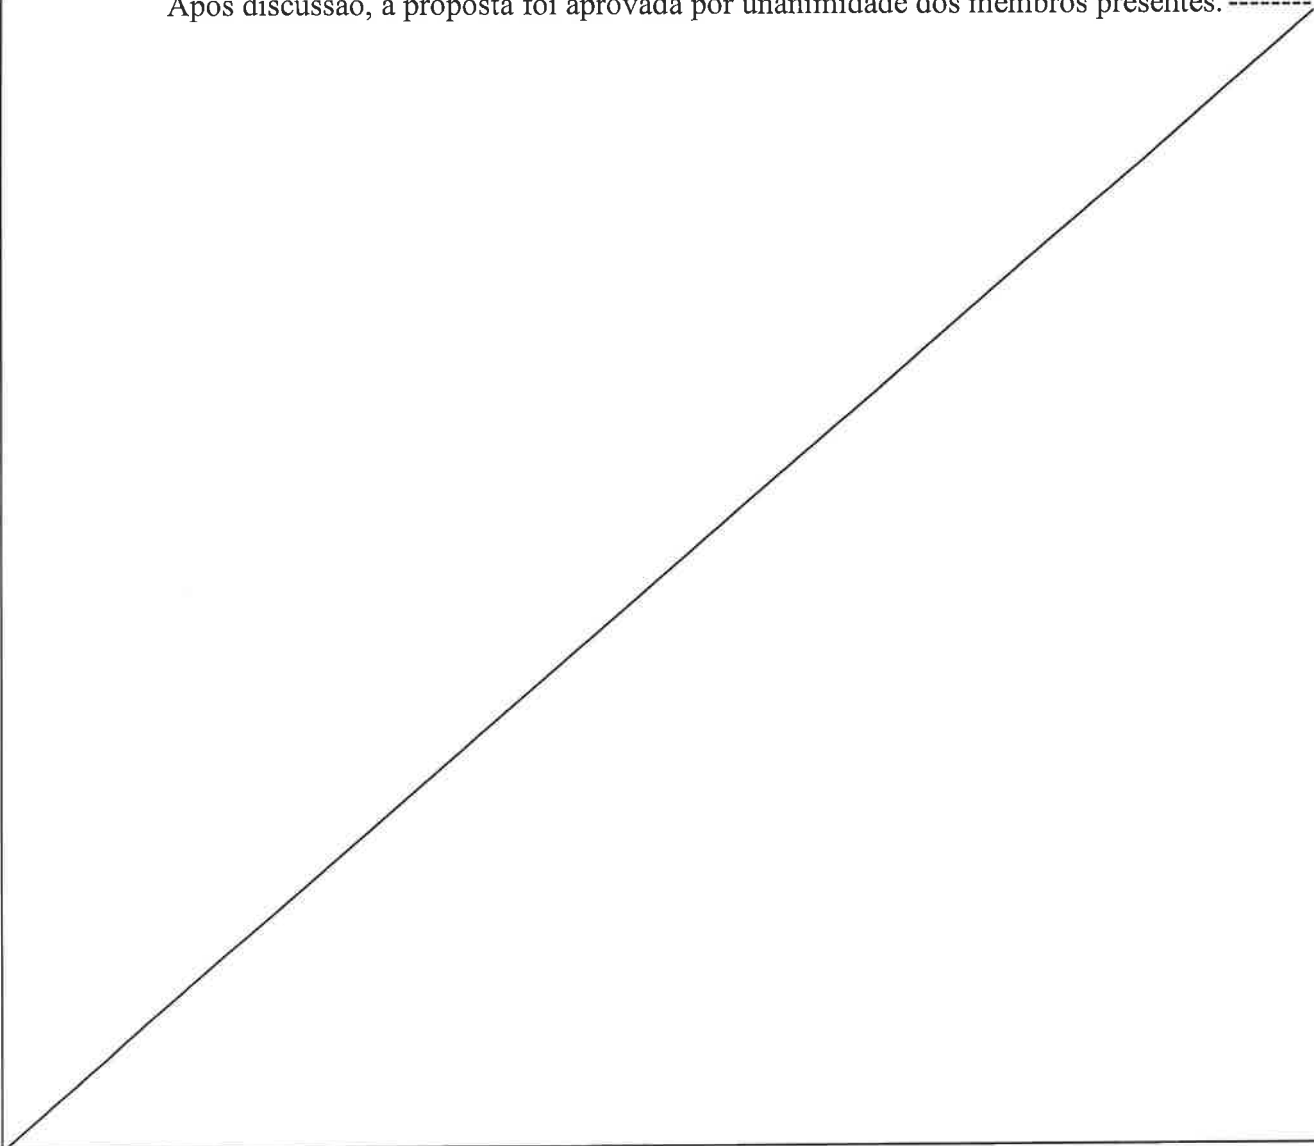 Após discussão, a proposta foi aprovada por unanimidade dos membros presentes. --------